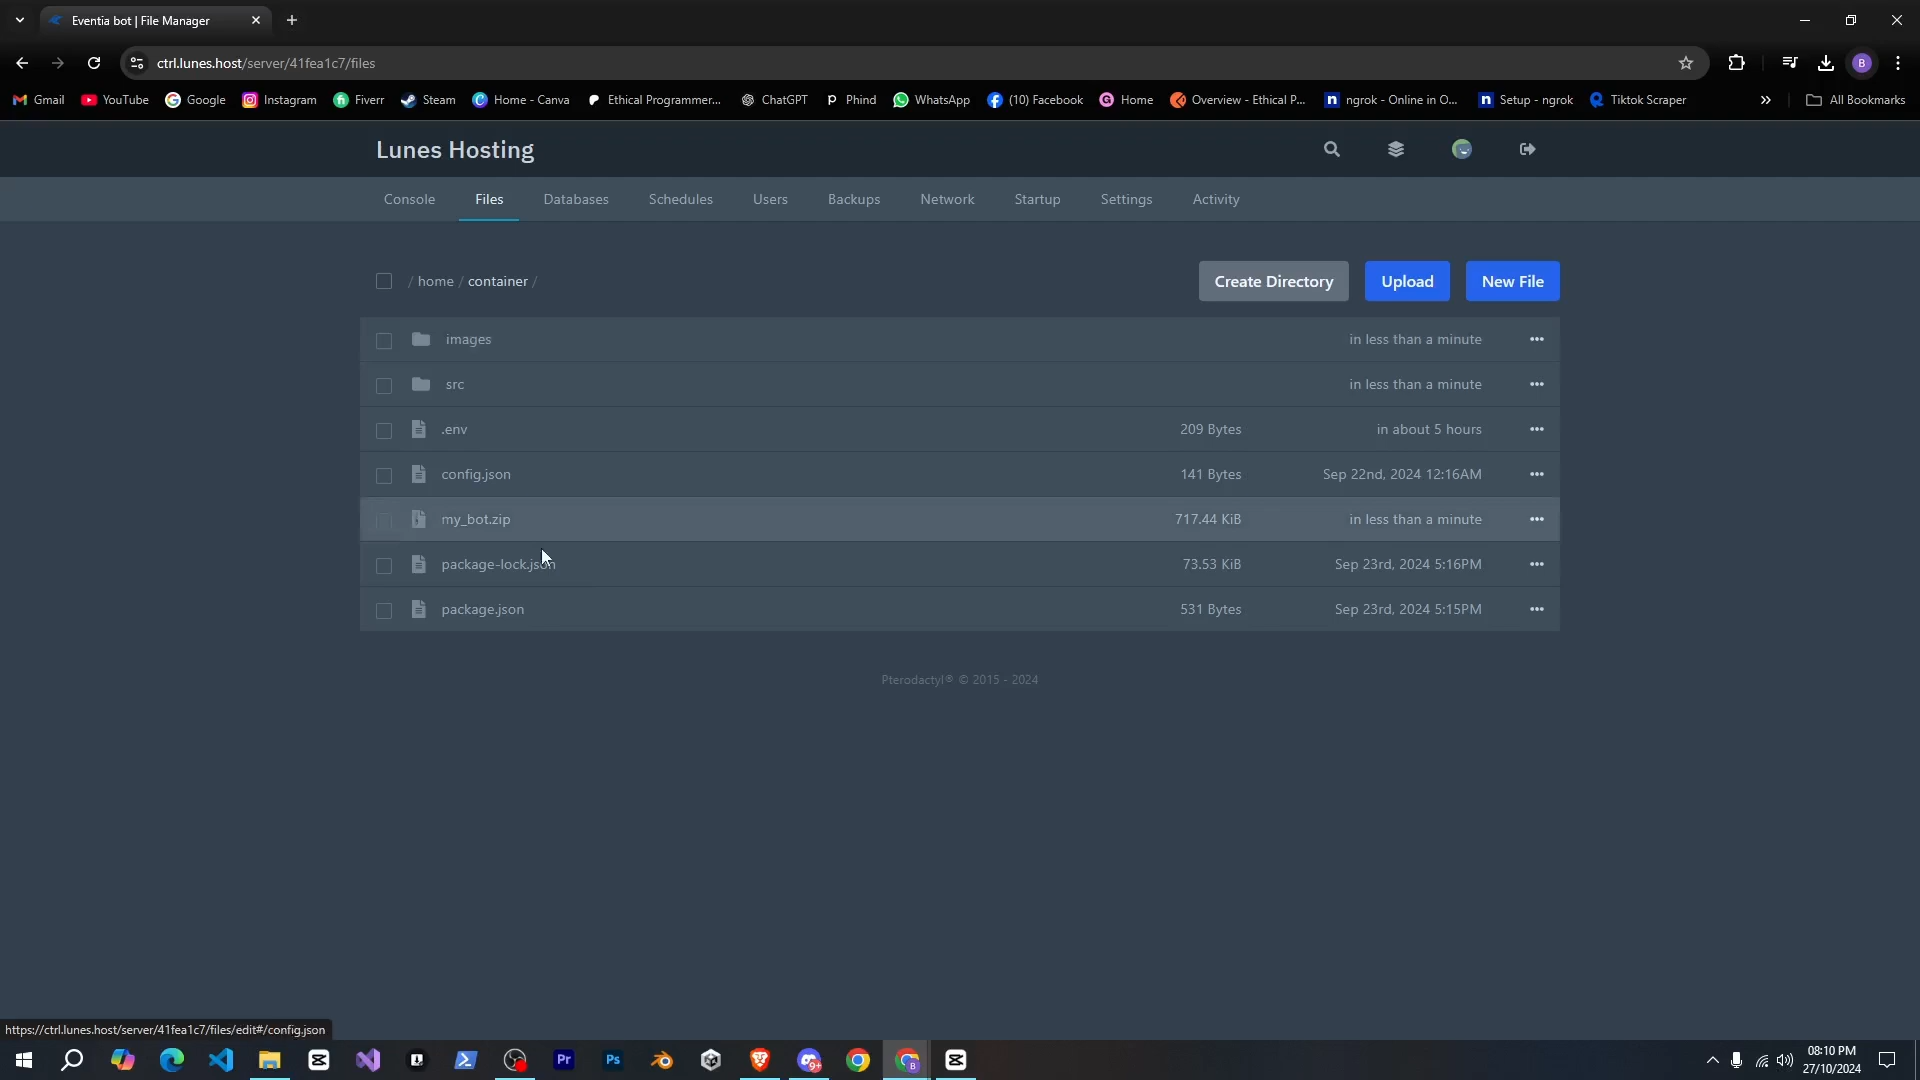 Eventia bot | File Manager
ctrl.lunes.host/server/41fea1c7/files
Gmail YouTube Google Instagram Fiverr Steam Home - Canva Ethical Programmer... ChatGPT Phind WhatsApp (10) Facebook Home Overview - Ethical P... ngrok - Online in O... Setup - ngrok Tiktok Scraper All Bookmarks
Lunes Hosting
Console Files Databases Schedules Users Backups Network Startup Settings Activity
/ home / container / Create Directory Upload New File
images in less than a minute
src in less than a minute
.env 209 Bytes in about 5 hours
config.json 141 Bytes Sep 22nd, 2024 12:16AM
my_bot.zip 717.44 KiB in less than a minute
package-lock.json 73.53 KiB Sep 23rd, 2024 5:16PM
package.json 531 Bytes Sep 23rd, 2024 5:15PM
Pterodactyl® © 2015 - 2024
https://ctrl.lunes.host/server/41fea1c7/files/edit#/config.json
08:10 PM
27/10/2024